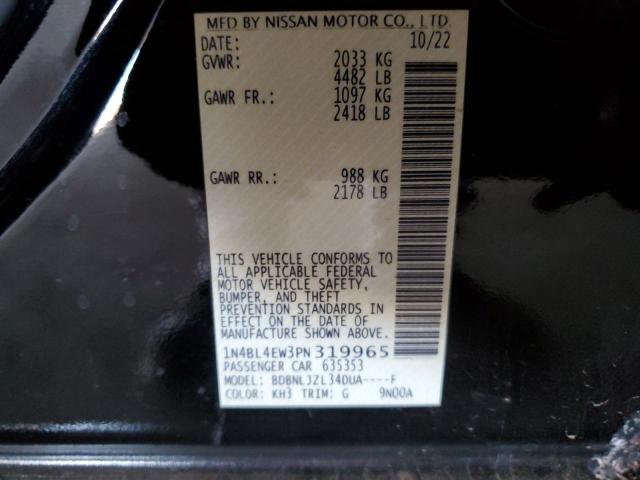 MFD BY NISSAN MOTOR CO., LTD.
DATE: 10/22
GVWR: 2033 KG
4482 LB
GAWR FR.: 1097 KG
2418 LB
GAWR RR.: 988 KG
2178 LB
THIS VEHICLE CONFORMS TO
ALL APPLICABLE FEDERAL
MOTOR VEHICLE SAFETY,
BUMPER, AND THEFT
PREVENTION STANDARDS IN
EFFECT ON THE DATE OF
MANUFACTURE SHOWN ABOVE.
1N4BL4EW3PN319965
PASSENGER CAR 635353
MODEL: BDBNLJZL34DUA----F
COLOR: KH3 TRIM: G 9N00A